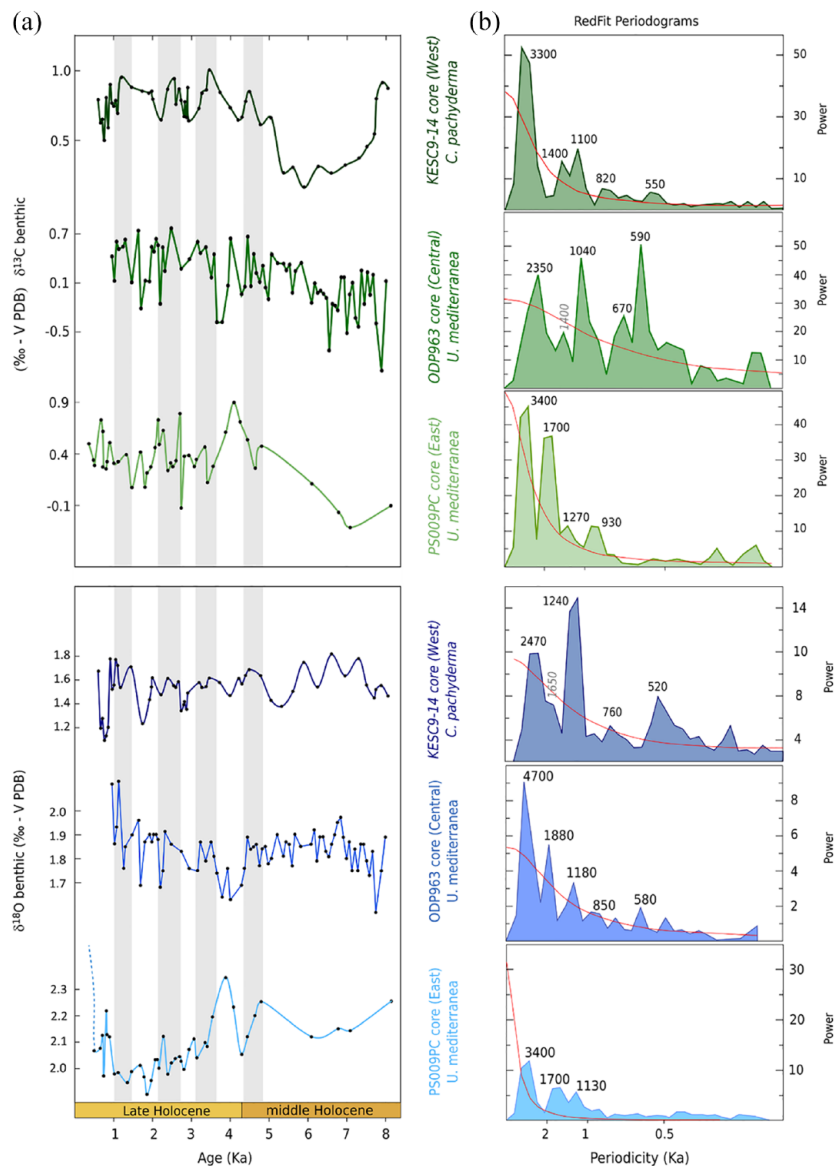 (a)
(b)
RedFit Periodograms
1.0
0.5
δ¹³C benthic
(‰ - V PDB)
0.7
0.1
-0.5
0.9
0.4
-0.1
KESC9-14 core (West)
C. pachyderma
ODP963 core (Central)
U. mediterranea
PS009PC core (East)
U. mediterranea
3300
1400
1100
820
550
50
30
10
Power
2350
1400
1040
670
590
50
40
30
20
10
Power
3400
1700
1270
930
40
30
20
10
Power
δ¹⁸O benthic (‰ - V PDB)
1.8
1.6
1.4
1.2
2.0
1.9
1.8
1.7
2.3
2.2
2.1
2.0
KESC9-14 core (West)
C. pachyderma
ODP963 core (Central)
U. mediterranea
PS009PC core (East)
U. mediterranea
2470
1650
1240
760
520
14
12
8
4
Power
4700
1880
1180
850
580
8
6
4
2
Power
3400
1700
1130
30
20
10
Power
Late Holocene
middle Holocene
1 2 3 4 5 6 7 8
Age (Ka)
2 1 0.5
Periodicity (Ka)